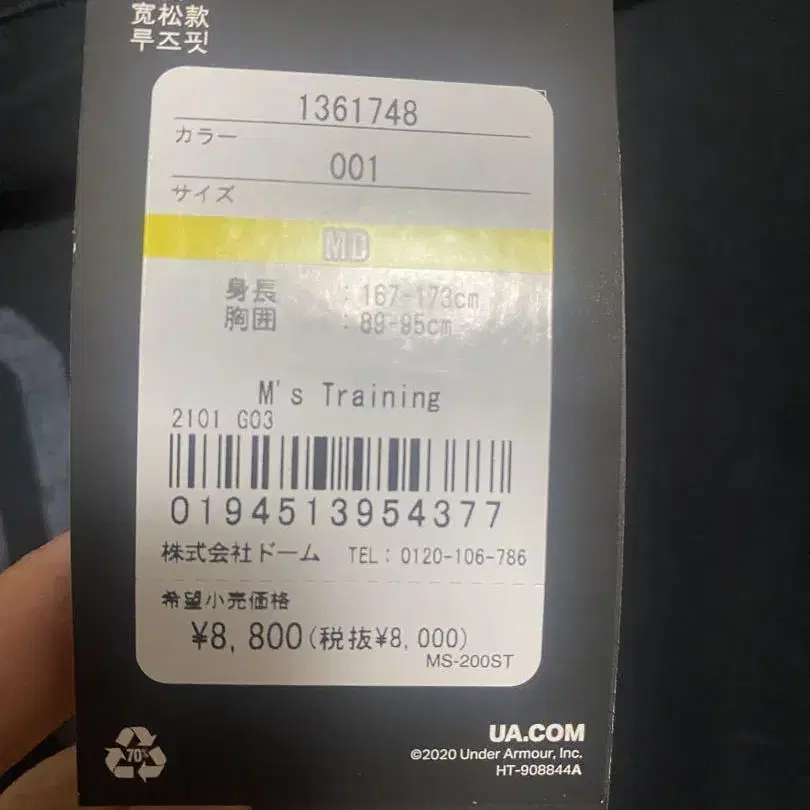 宽松款
루즈핏
1361748
カラー
001
サイズ
MD
身長 : 167-173cm
胸囲 : 89-95cm
M's Training
2101 G03
0194513954377
株式会社ドーム TEL: 0120-106-786
希望小売価格
¥8,800(税抜¥8,000)
MS-200ST
70%
UA.COM
©2020 Under Armour, Inc.
HT-908844A